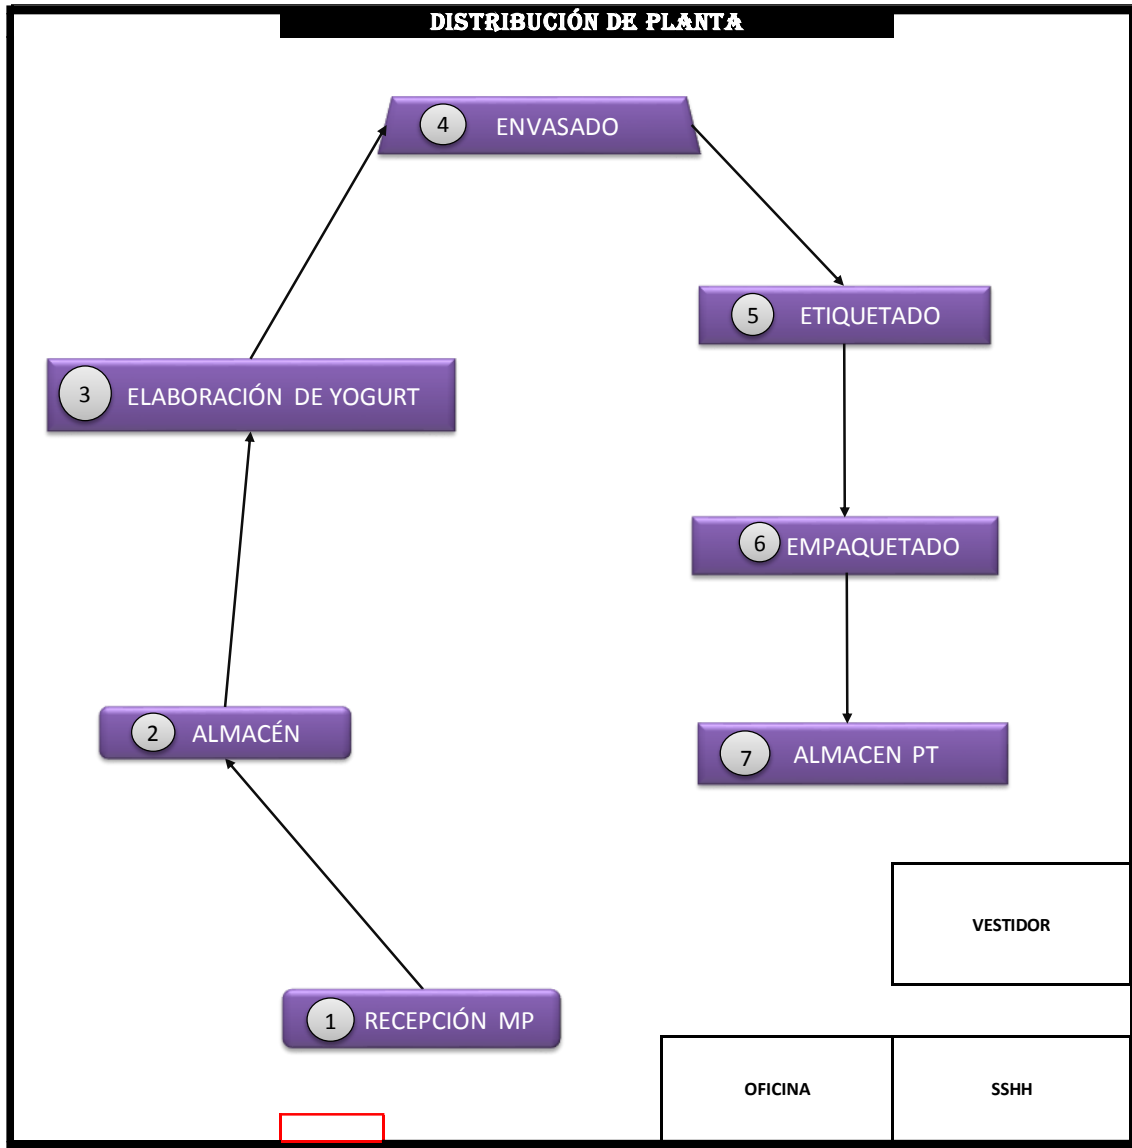 DISTRIBUCIÓN DE PLANTA
4 ENVASADO
5 ETIQUETADO
3 ELABORACIÓN DE YOGURT
6 EMPAQUETADO
2 ALMACÉN
7 ALMACEN PT
VESTIDOR
1 RECEPCIÓN MP
OFICINA
SSHH